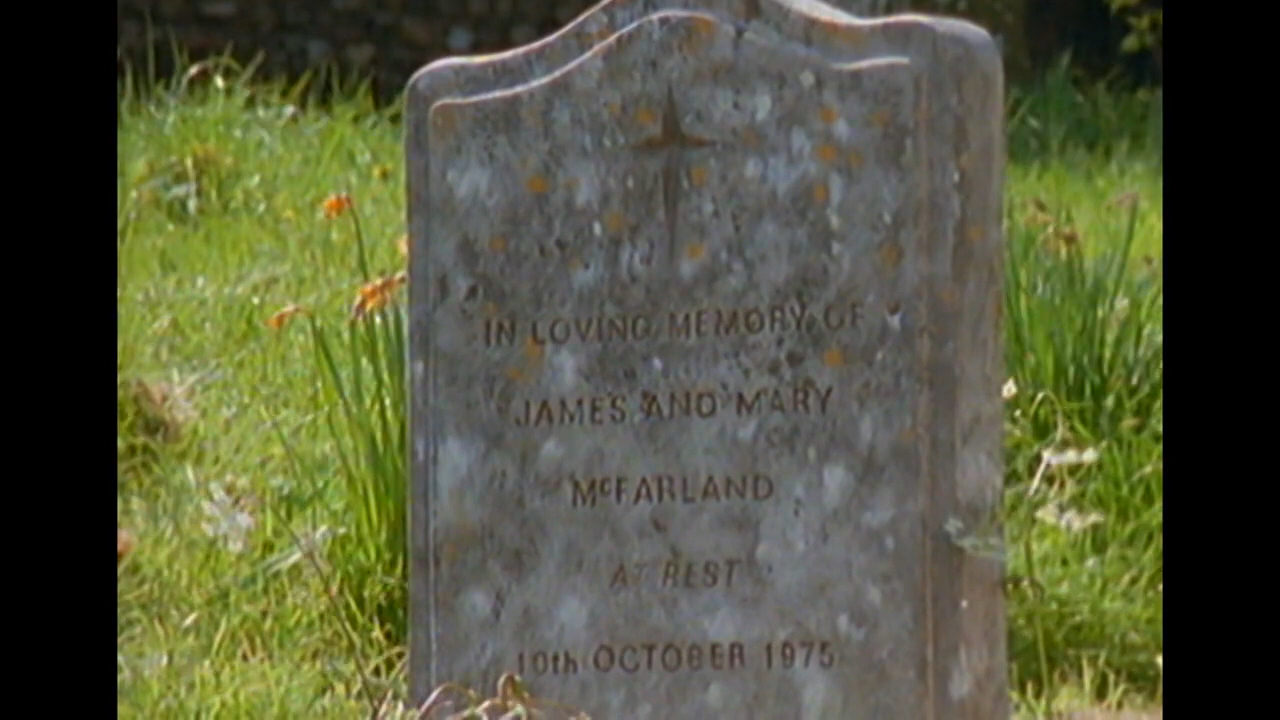 IN LOVING MEMORY OF
JAMES AND MARY
McFARLAND
AT REST
10th OCTOBER 1975